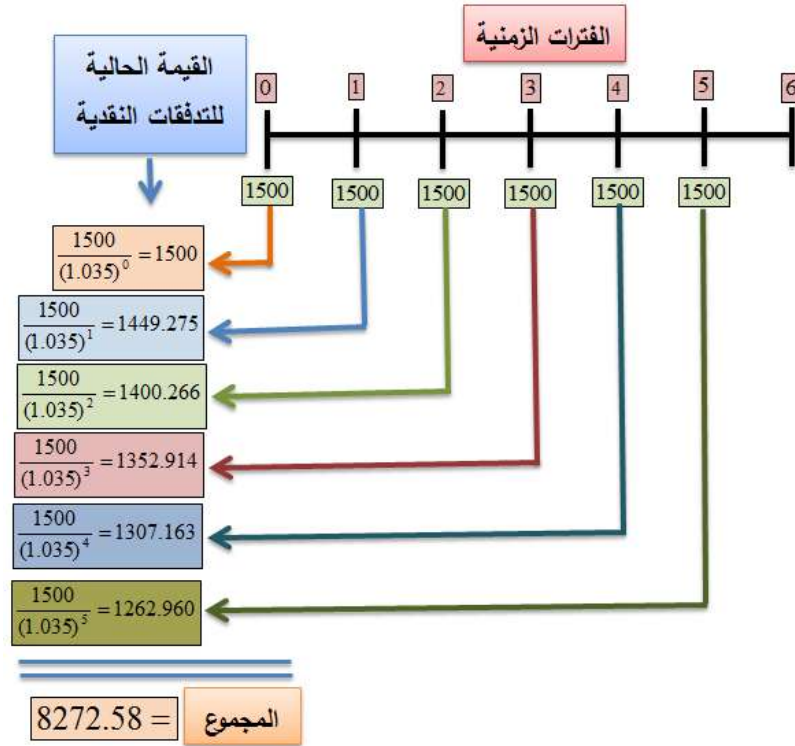 الفترات الزمنية
القيمة الحالية
للتدفقات النقدية
0 1 2 3 4 5 6
1500 1500 1500 1500 1500 1500
1500/(1.035)^0 = 1500
1500/(1.035)^1 = 1449.275
1500/(1.035)^2 = 1400.266
1500/(1.035)^3 = 1352.914
1500/(1.035)^4 = 1307.163
1500/(1.035)^5 = 1262.960
8272.58 = المجموع